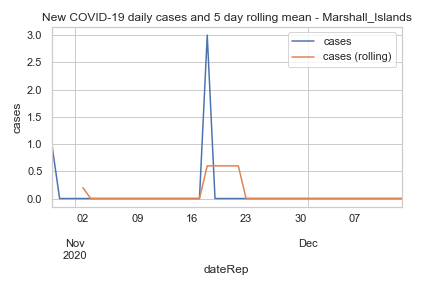 New COVID-19 daily cases and 5 day rolling mean - Marshall_Islands
cases
cases (rolling)
cases
3.0
2.5
2.0
1.5
1.0
0.5
0.0
02 09 16 23 30 07
Nov Dec
2020
dateRep